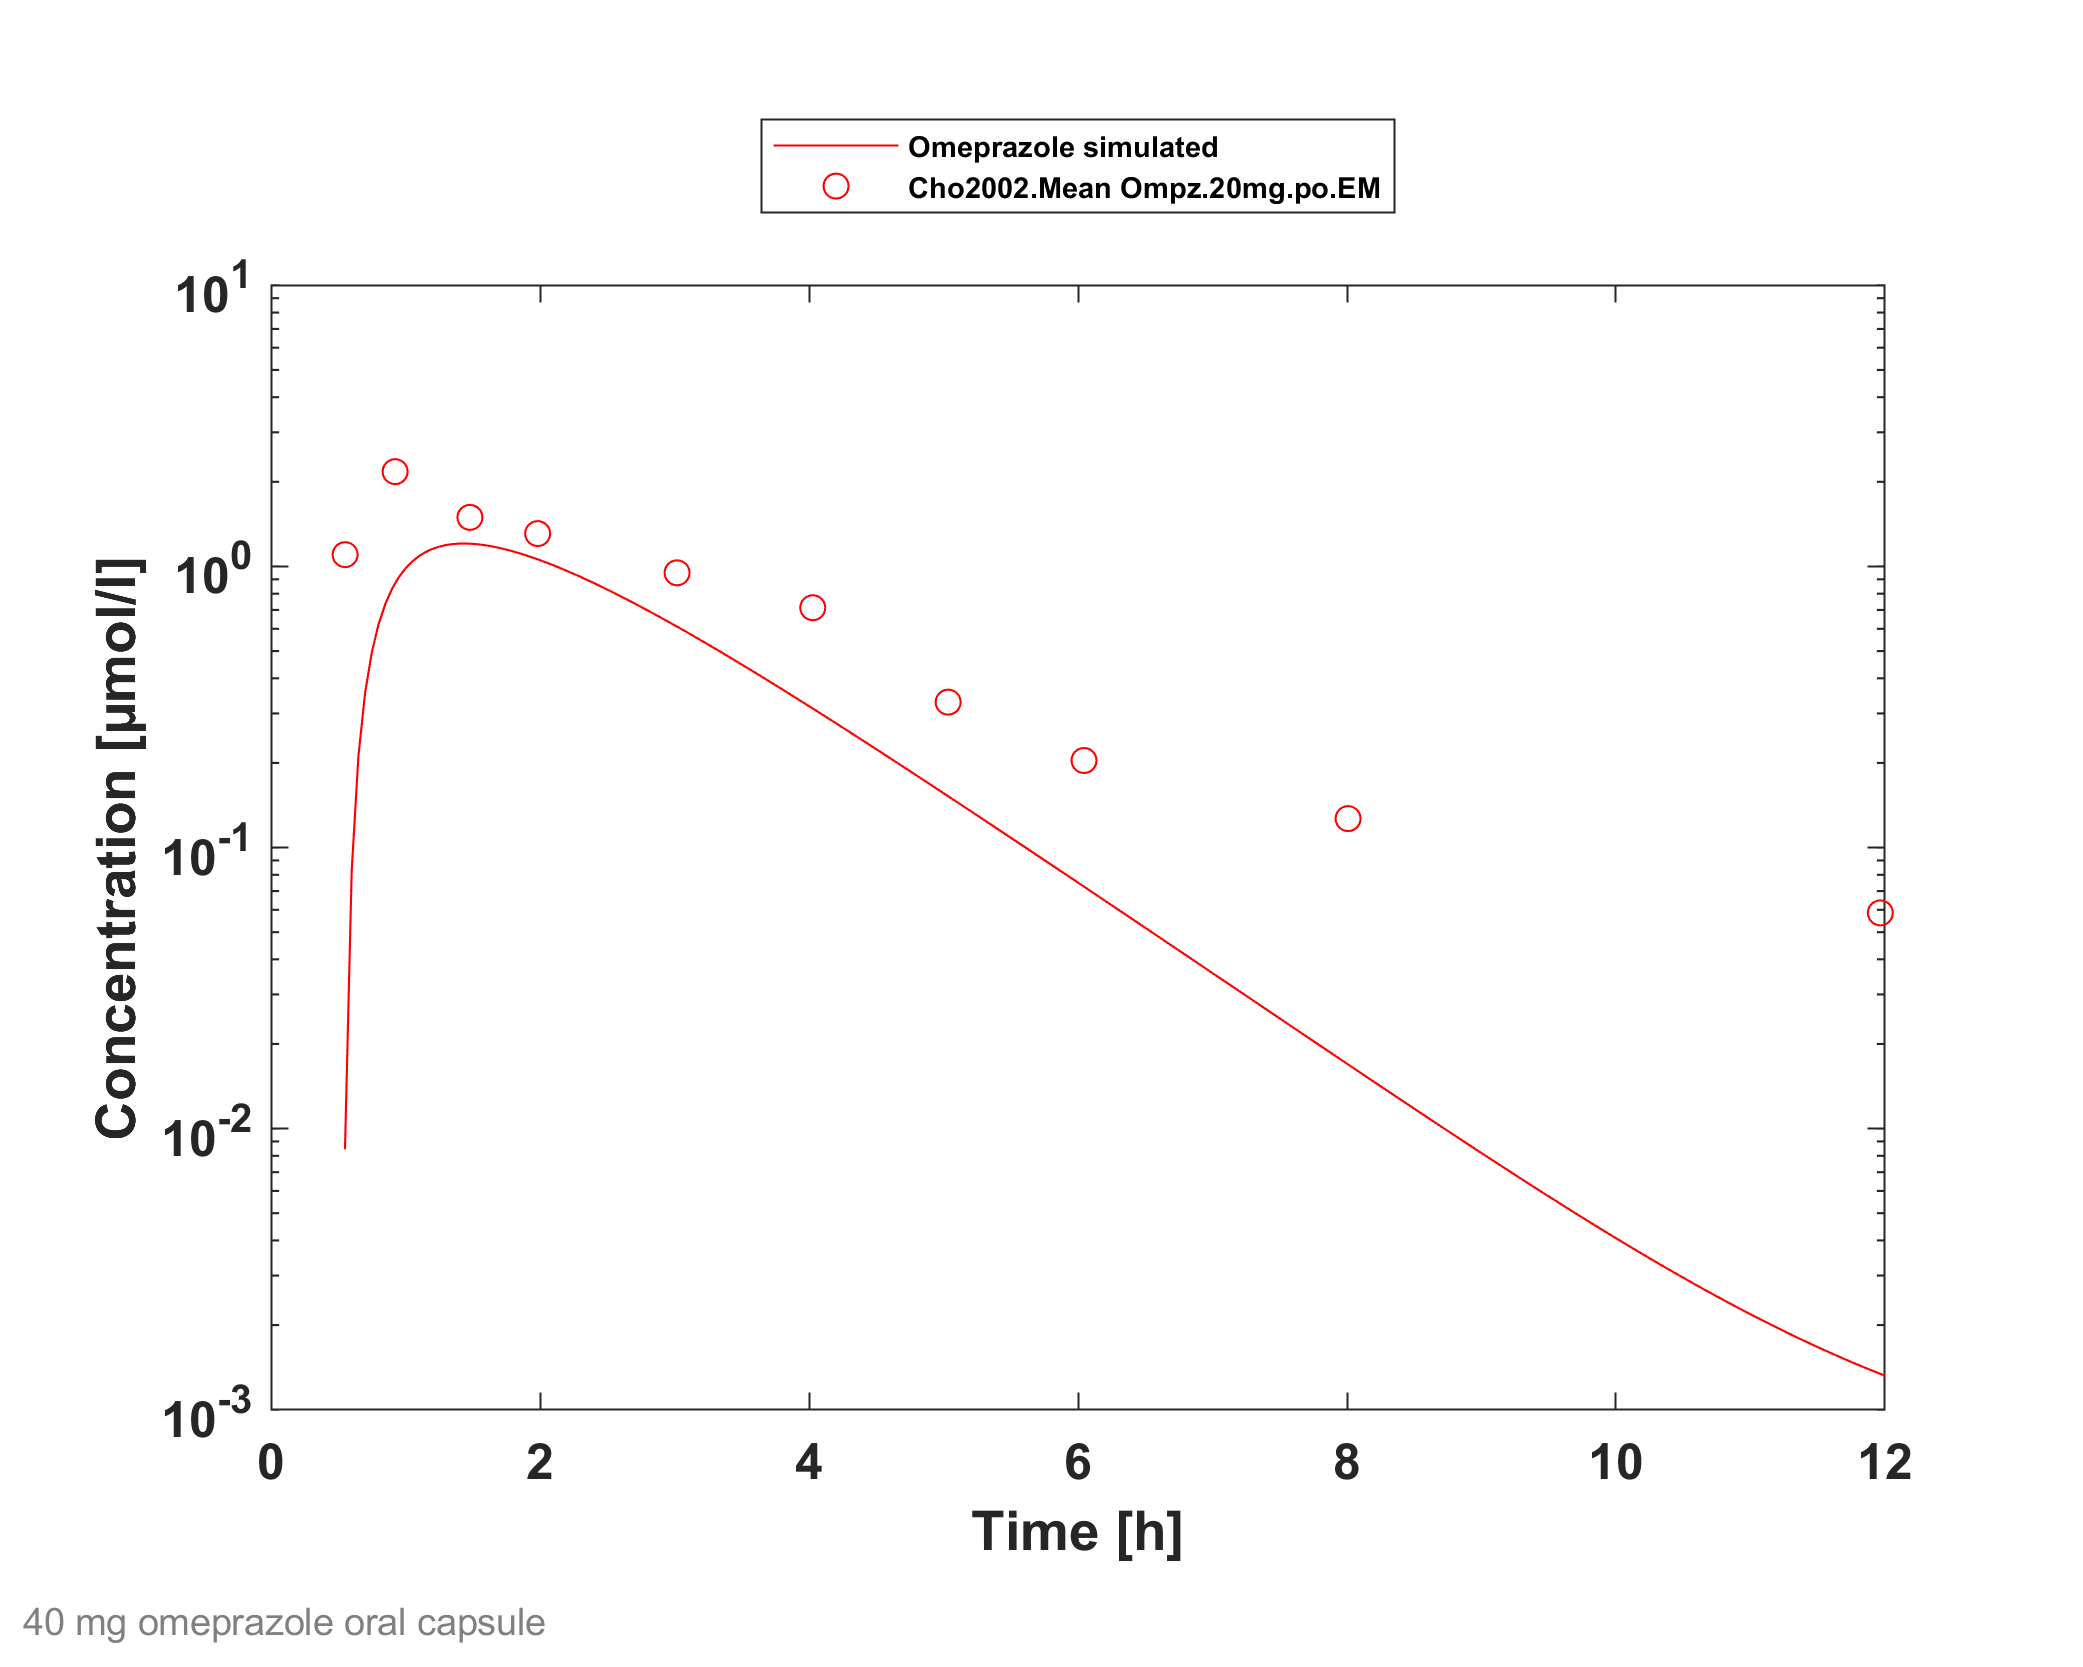 Omeprazole simulated
Cho2002.Mean Ompz.20mg.po.EM
10^1
10^0
10^-1
10^-2
10^-3
Concentration [µmol/l]
0 2 4 6 8 10 12
Time [h]
40 mg omeprazole oral capsule